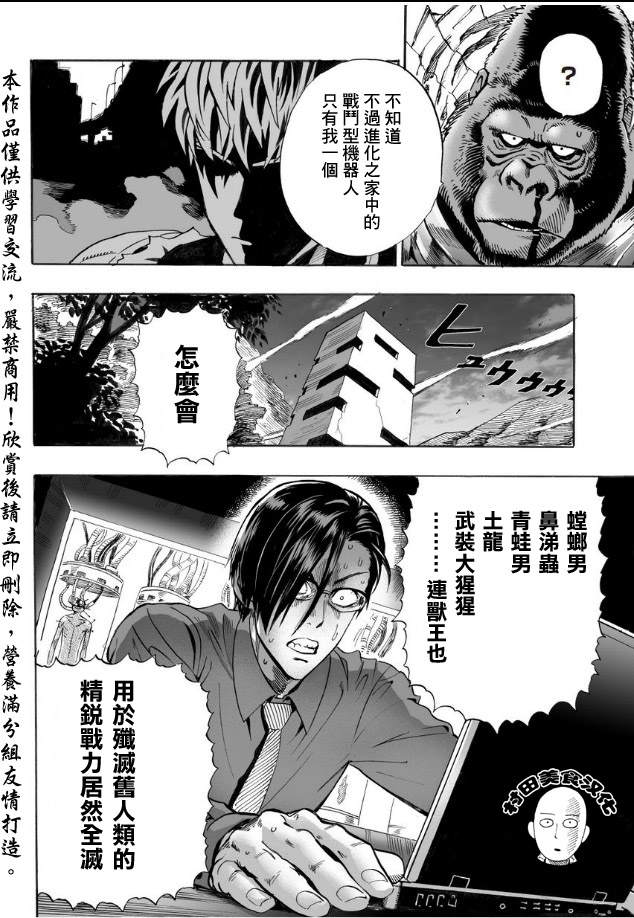 ？
不知道
不過進化之家中的
戰鬥型機器人
只有我一個
ヒュウウゥゥ
怎麼會
螳螂男
鼻涕蟲
青蛙男
土龍
武裝大猩猩
………連獸王也
用於殲滅舊人類的
精銳戰力居然全滅
村田美食汉化
本作品僅供學習交流，嚴禁商用！欣賞後請立即刪除，營養滿分組友情打造。